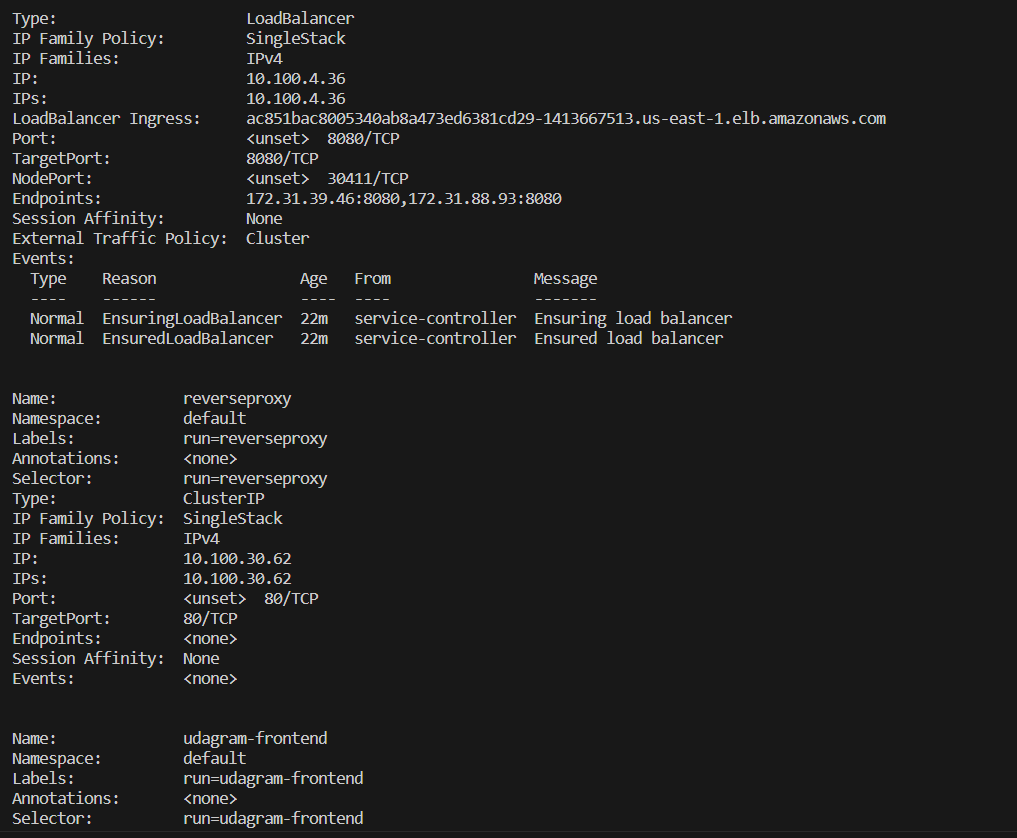 Type: LoadBalancer
IP Family Policy: SingleStack
IP Families: IPv4
IP: 10.100.4.36
IPs: 10.100.4.36
LoadBalancer Ingress: ac851bac8005340ab8a473ed6381cd29-1413667513.us-east-1.elb.amazonaws.com
Port: <unset> 8080/TCP
TargetPort: 8080/TCP
NodePort: <unset> 30411/TCP
Endpoints: 172.31.39.46:8080,172.31.88.93:8080
Session Affinity: None
External Traffic Policy: Cluster
Events:
Type Reason Age From Message
---- ------ ---- ---- -------
Normal EnsuringLoadBalancer 22m service-controller Ensuring load balancer
Normal EnsuredLoadBalancer 22m service-controller Ensured load balancer
Name: reverseproxy
Namespace: default
Labels: run=reverseproxy
Annotations: <none>
Selector: run=reverseproxy
Type: ClusterIP
IP Family Policy: SingleStack
IP Families: IPv4
IP: 10.100.30.62
IPs: 10.100.30.62
Port: <unset> 80/TCP
TargetPort: 80/TCP
Endpoints: <none>
Session Affinity: None
Events: <none>
Name: udagram-frontend
Namespace: default
Labels: run=udagram-frontend
Annotations: <none>
Selector: run=udagram-frontend